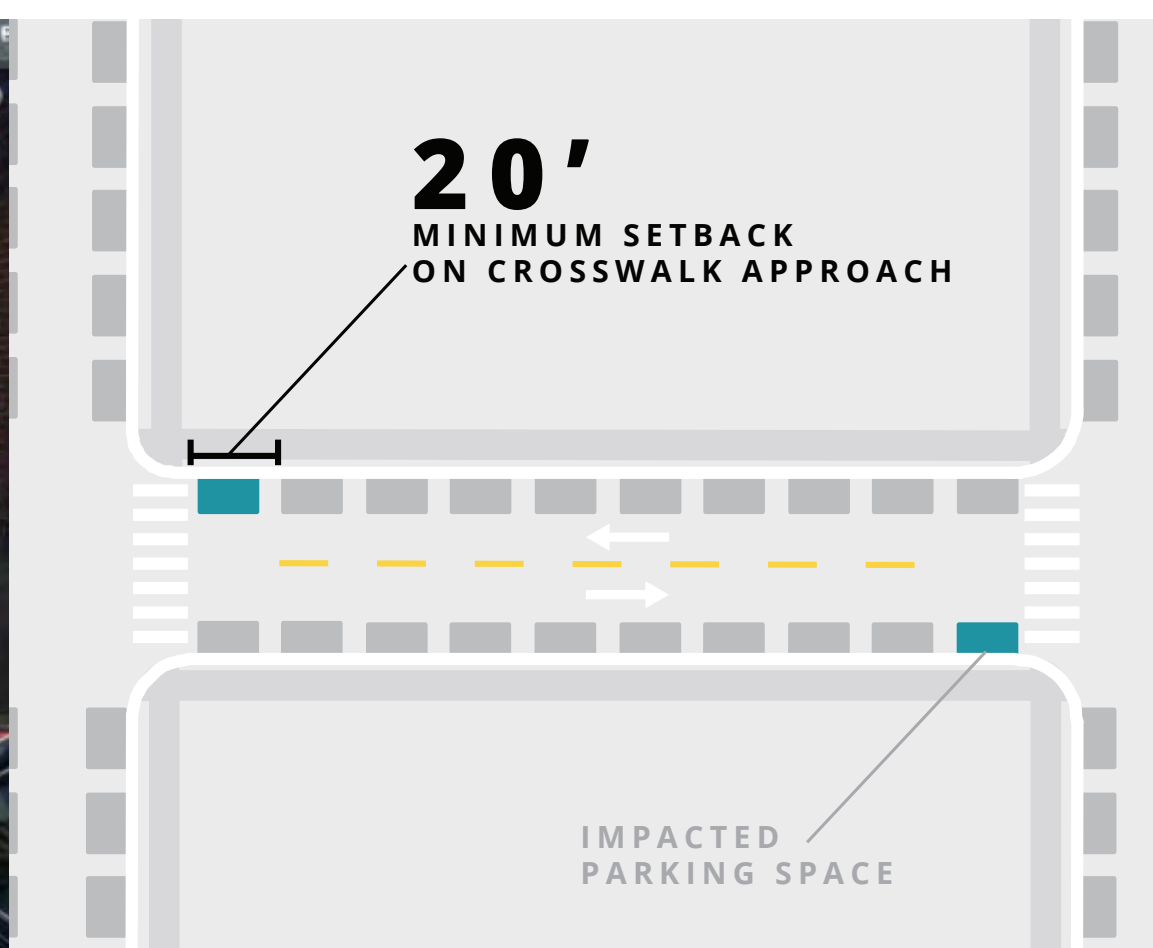 20’
MINIMUM SETBACK
ON CROSSWALK APPROACH
IMPACTED
PARKING SPACE